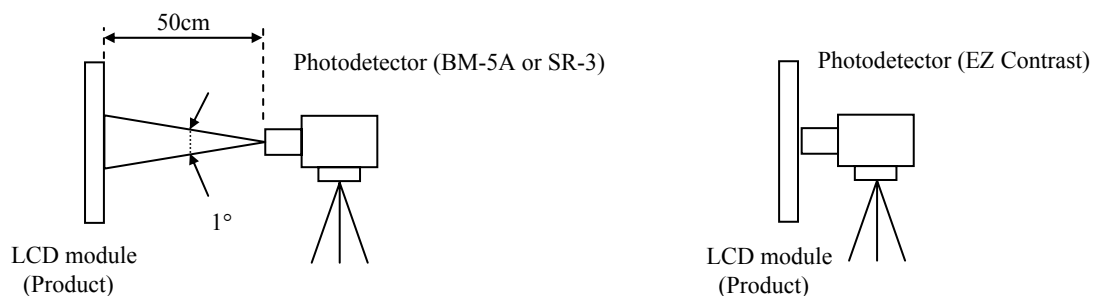 50cm
Photodetector (BM-5A or SR-3)
1°
LCD module
(Product)
Photodetector (EZ Contrast)
LCD module
(Product)